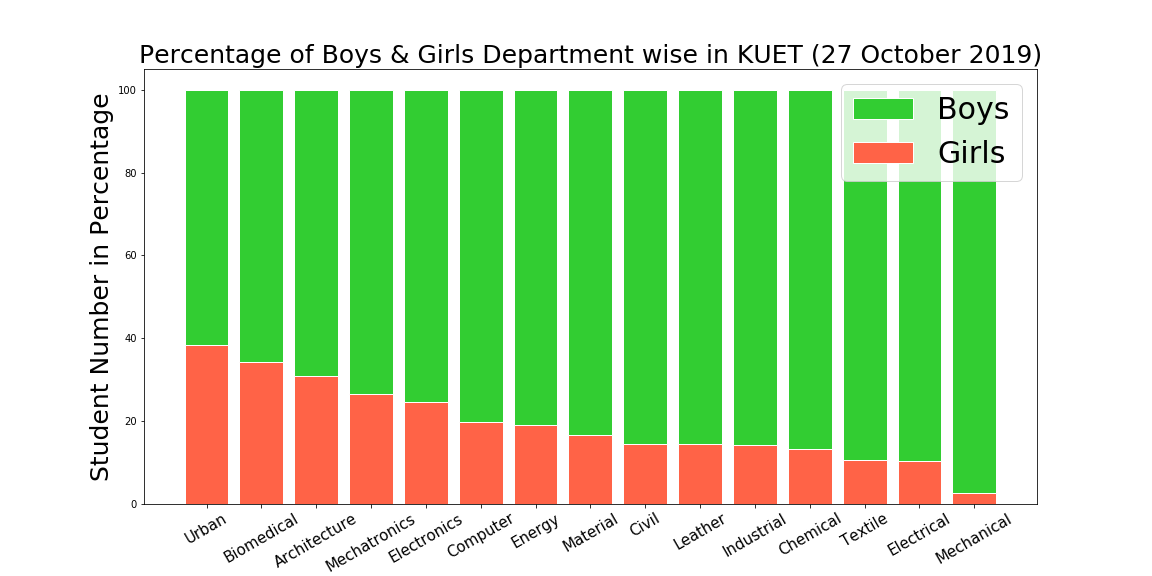 Percentage of Boys & Girls Department wise in KUET (27 October 2019)
Student Number in Percentage
100
80
60
40
20
0
Boys
Girls
Urban
Biomedical
Architecture
Mechatronics
Electronics
Computer
Energy
Material
Civil
Leather
Industrial
Chemical
Textile
Electrical
Mechanical